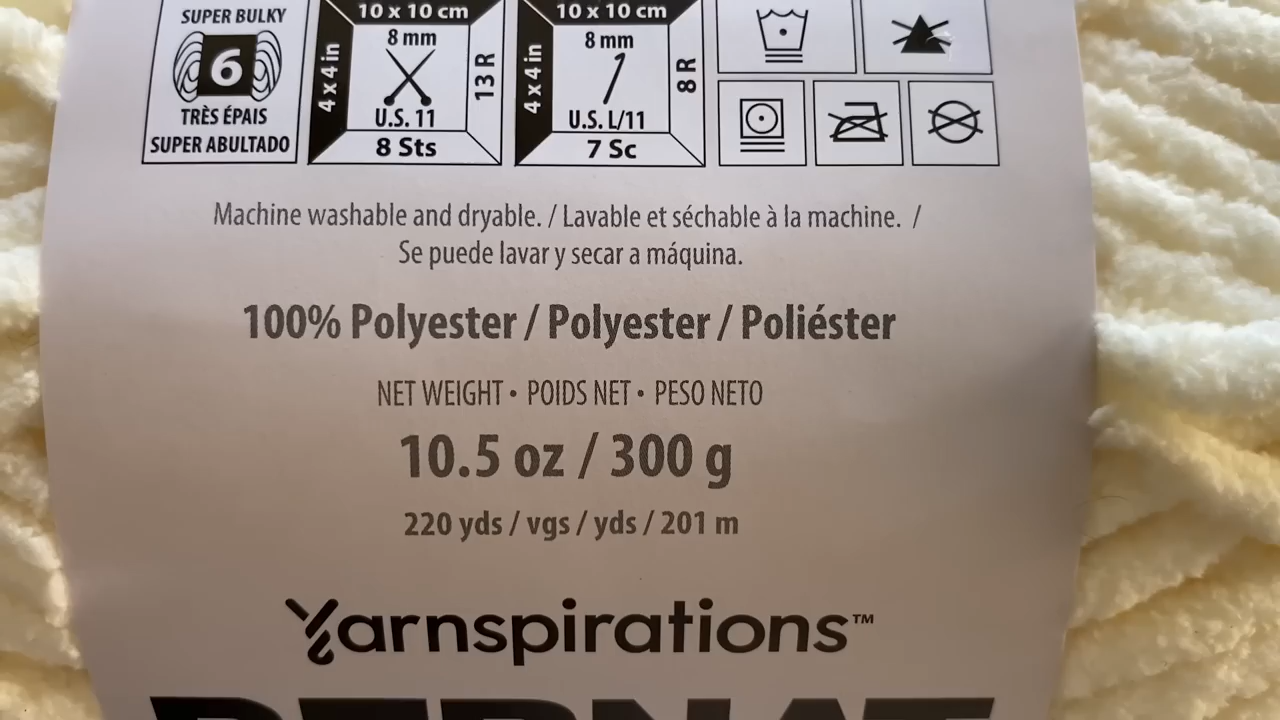 SUPER BULKY
6
TRÈS ÉPAIS
SUPER ABULTADO
10 x 10 cm
4 x 4 in
8 mm
13 R
U.S. 11
8 Sts
10 x 10 cm
4 x 4 in
8 mm
8 R
U.S. L/11
7 Sc
Machine washable and dryable. / Lavable et séchable à la machine. /
Se puede lavar y secar a máquina.
100% Polyester / Polyester / Poliéster
NET WEIGHT • POIDS NET • PESO NETO
10.5 oz / 300 g
220 yds / vgs / yds / 201 m
Yarnspirations™
BERNAT